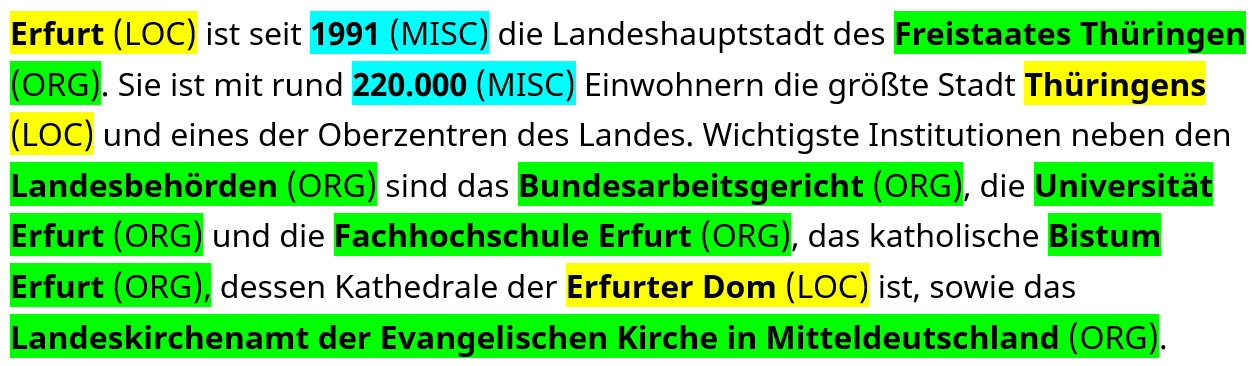 Erfurt (LOC) ist seit 1991 (MISC) die Landeshauptstadt des Freistaates Thüringen
(ORG). Sie ist mit rund 220.000 (MISC) Einwohnern die größte Stadt Thüringens
(LOC) und eines der Oberzentren des Landes. Wichtigste Institutionen neben den
Landesbehörden (ORG) sind das Bundesarbeitsgericht (ORG), die Universität
Erfurt (ORG) und die Fachhochschule Erfurt (ORG), das katholische Bistum
Erfurt (ORG), dessen Kathedrale der Erfurter Dom (LOC) ist, sowie das
Landeskirchenamt der Evangelischen Kirche in Mitteldeutschland (ORG).